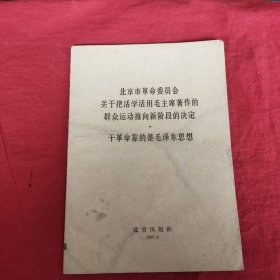 北京市革命委员会
关于把活学活用毛主席著作的
群众运动推向新阶段的决定
·
干革命靠的是毛泽东思想
北京出版社
1967.5